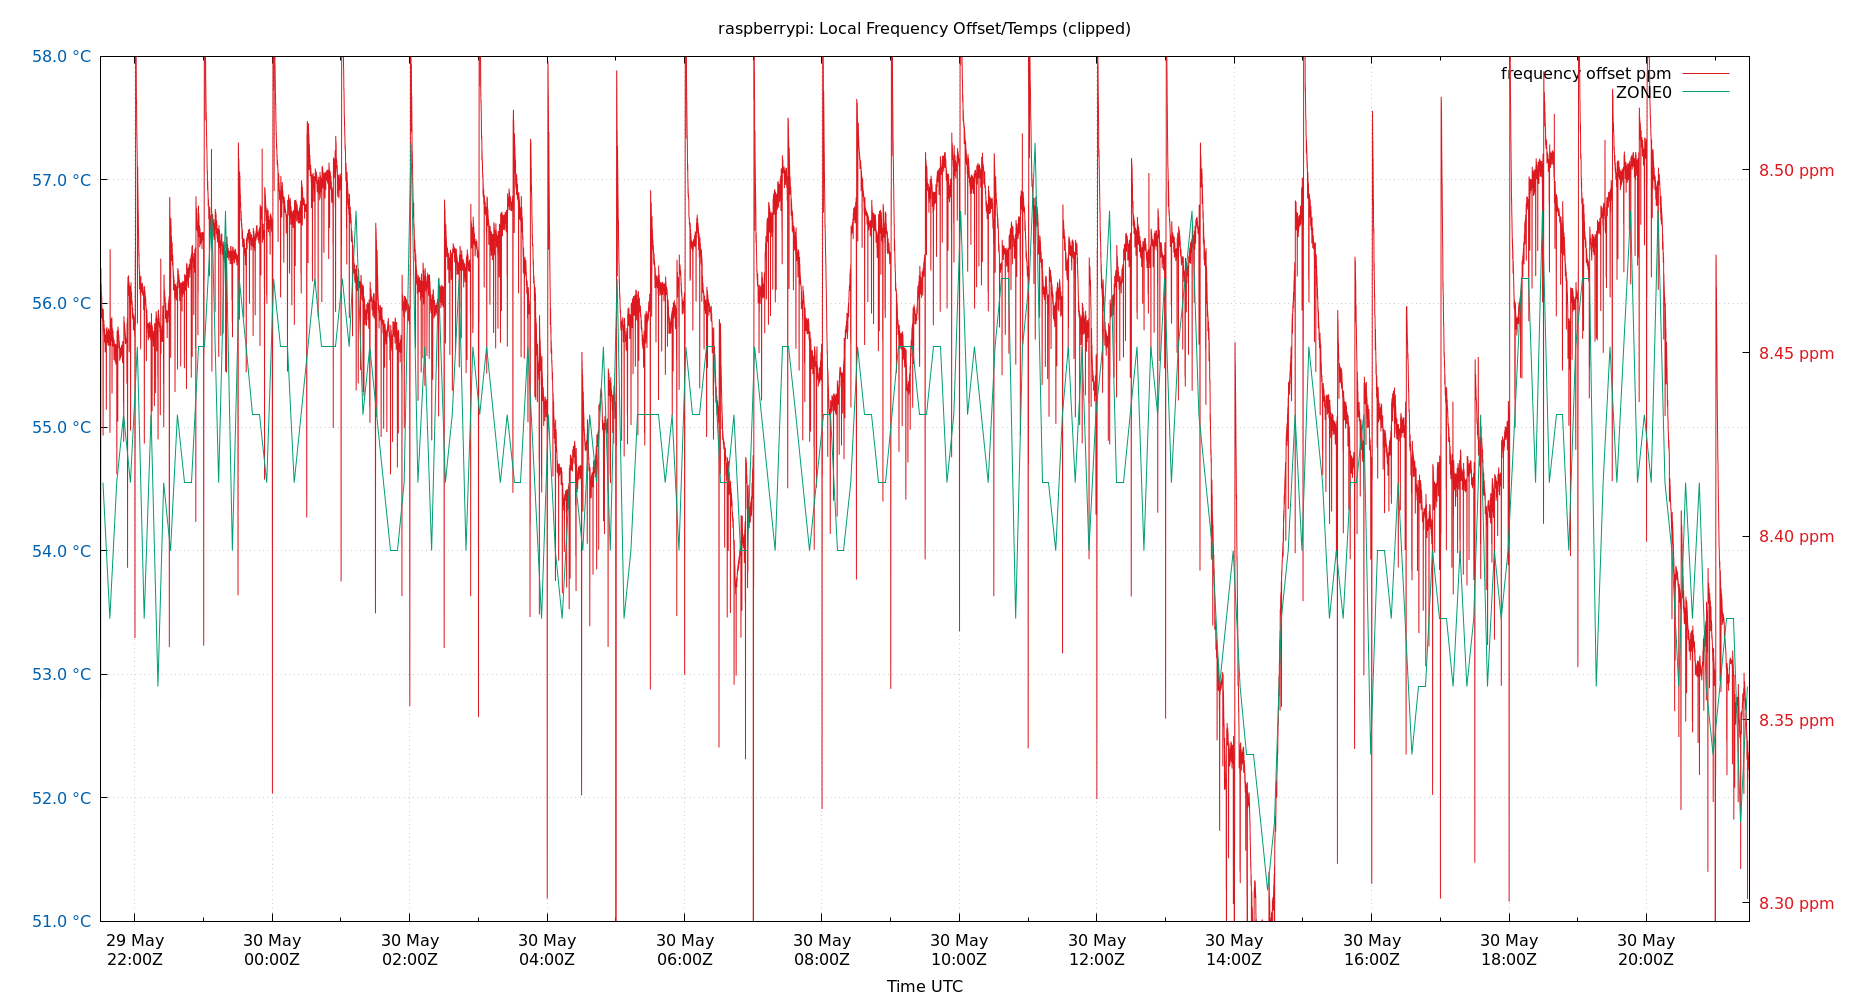 raspberrypi: Local Frequency Offset/Temps (clipped)
58.0 °C
57.0 °C
56.0 °C
55.0 °C
54.0 °C
53.0 °C
52.0 °C
51.0 °C
frequency offset ppm
ZONE0
8.50 ppm
8.45 ppm
8.40 ppm
8.35 ppm
8.30 ppm
29 May 30 May 30 May 30 May 30 May 30 May 30 May 30 May 30 May 30 May 30 May 30 May
22:00Z 00:00Z 02:00Z 04:00Z 06:00Z 08:00Z 10:00Z 12:00Z 14:00Z 16:00Z 18:00Z 20:00Z
Time UTC